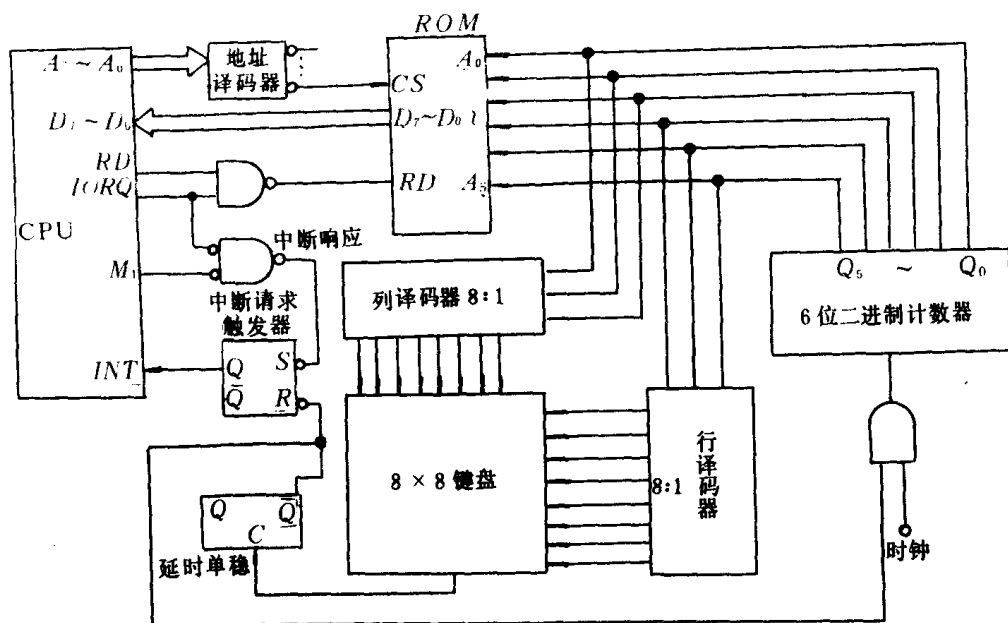 ROM
地址
译码器
CS
A₀
D₇~D₀
RD
A₅
RD
IORQ
CPU
M₁
INT
中断响应
中断请求
触发器
Q
S
Q̅
R
列译码器 8:1
8 × 8 键盘
行译码器
8:1
Q₅ ~ Q₀
6 位二进制计数器
时钟
Q
Q̅
C
延时单稳